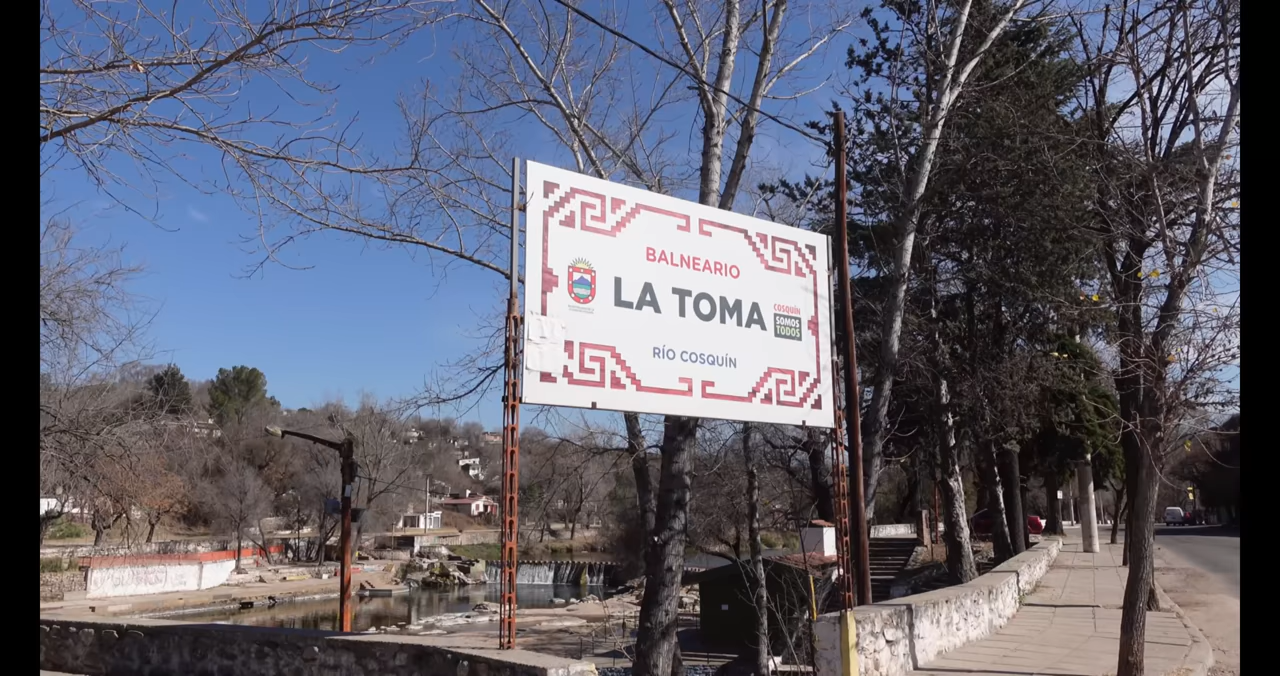 BALNEARIO
LA TOMA
COSQUÍN
SOMOS
TODOS
RÍO COSQUÍN